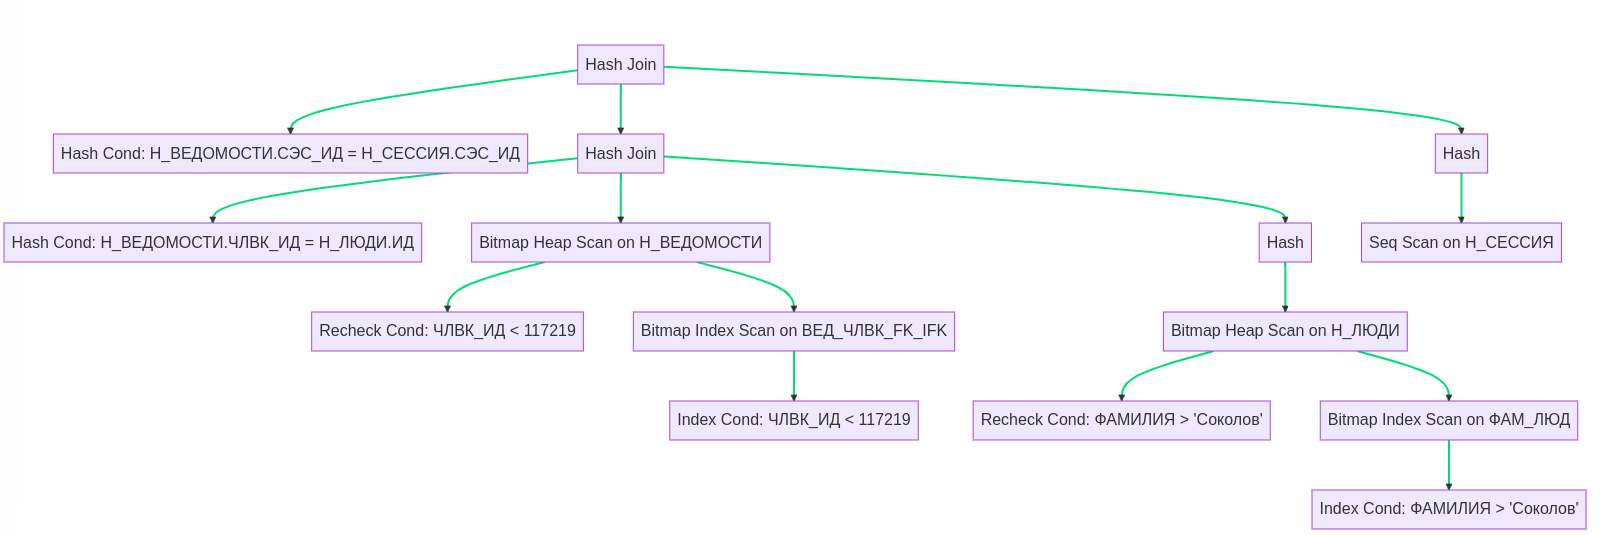 Hash Join
Hash Cond: Н_ВЕДОМОСТИ.СЭС_ИД = Н_СЕССИЯ.СЭС_ИД
Hash Join
Hash
Hash Cond: Н_ВЕДОМОСТИ.ЧЛВК_ИД = Н_ЛЮДИ.ИД
Bitmap Heap Scan on Н_ВЕДОМОСТИ
Hash
Seq Scan on Н_СЕССИЯ
Recheck Cond: ЧЛВК_ИД < 117219
Bitmap Index Scan on ВЕД_ЧЛВК_FK_IFK
Bitmap Heap Scan on Н_ЛЮДИ
Index Cond: ЧЛВК_ИД < 117219
Recheck Cond: ФАМИЛИЯ > 'Соколов'
Bitmap Index Scan on ФАМ_ЛЮД
Index Cond: ФАМИЛИЯ > 'Соколов'